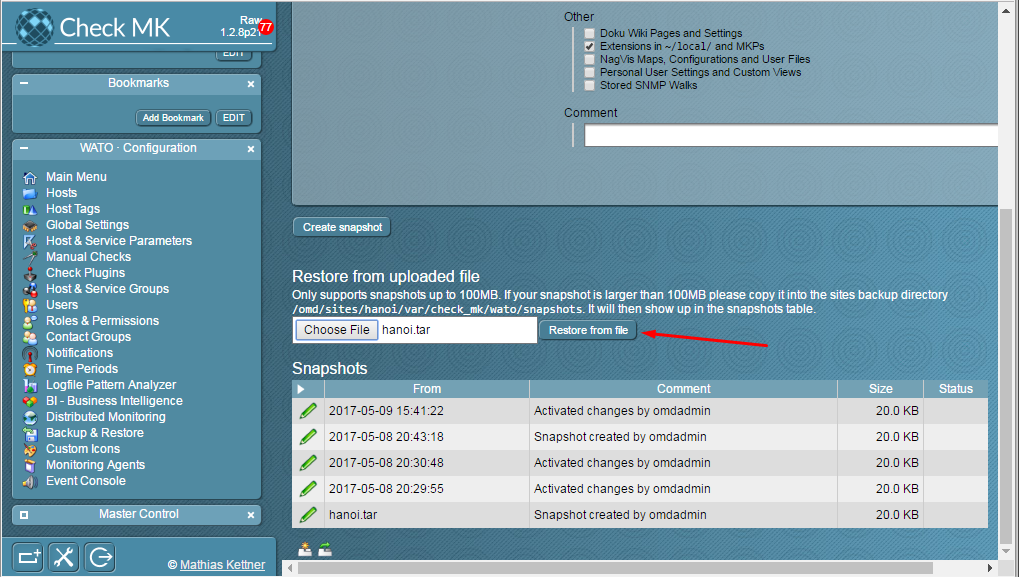 Check MK
Raw
1.2.8p21
77
EDIT
Bookmarks
Add Bookmark
EDIT
WATO · Configuration
Main Menu
Hosts
Host Tags
Global Settings
Host & Service Parameters
Manual Checks
Check Plugins
Host & Service Groups
Users
Roles & Permissions
Contact Groups
Notifications
Time Periods
Logfile Pattern Analyzer
BI - Business Intelligence
Distributed Monitoring
Backup & Restore
Custom Icons
Monitoring Agents
Event Console
Master Control
© Mathias Kettner
Other
Doku Wiki Pages and Settings
Extensions in ~/local/ and MKPs
NagVis Maps, Configurations and User Files
Personal User Settings and Custom Views
Stored SNMP Walks
Comment
Create snapshot
Restore from uploaded file
Only supports snapshots up to 100MB. If your snapshot is larger than 100MB please copy it into the sites backup directory
/omd/sites/hanoi/var/check_mk/wato/snapshots. It will then show up in the snapshots table.
Choose File hanoi.tar Restore from file
Snapshots
From Comment Size Status
2017-05-09 15:41:22 Activated changes by omdadmin 20.0 KB
2017-05-08 20:43:18 Snapshot created by omdadmin 20.0 KB
2017-05-08 20:30:48 Activated changes by omdadmin 20.0 KB
2017-05-08 20:29:55 Activated changes by omdadmin 20.0 KB
hanoi.tar Snapshot created by omdadmin 20.0 KB